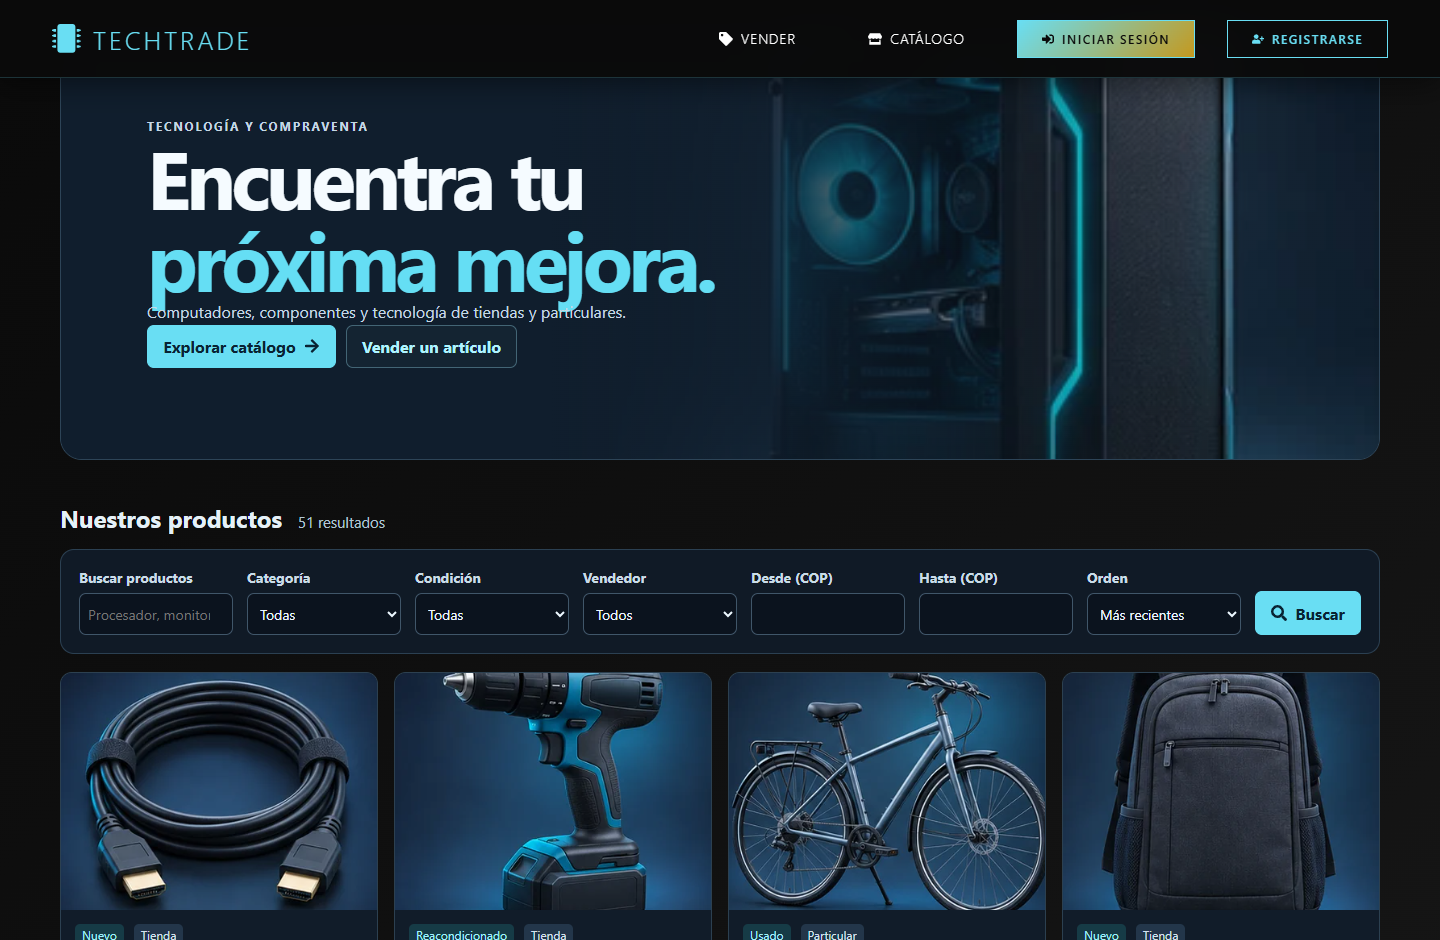 TECHTRADE
VENDER
CATÁLOGO
INICIAR SESIÓN
REGISTRARSE
TECNOLOGÍA Y COMPRAVENTA
Encuentra tu
próxima mejora.
Computadores, componentes y tecnología de tiendas y particulares.
Explorar catálogo
Vender un artículo
Nuestros productos
51 resultados
Buscar productos
Categoría
Condición
Vendedor
Desde (COP)
Hasta (COP)
Orden
Procesador, monitor
Todas
Todas
Todos
Más recientes
Buscar
Nuevo
Tienda
Reacondicionado
Tienda
Usado
Particular
Nuevo
Tienda